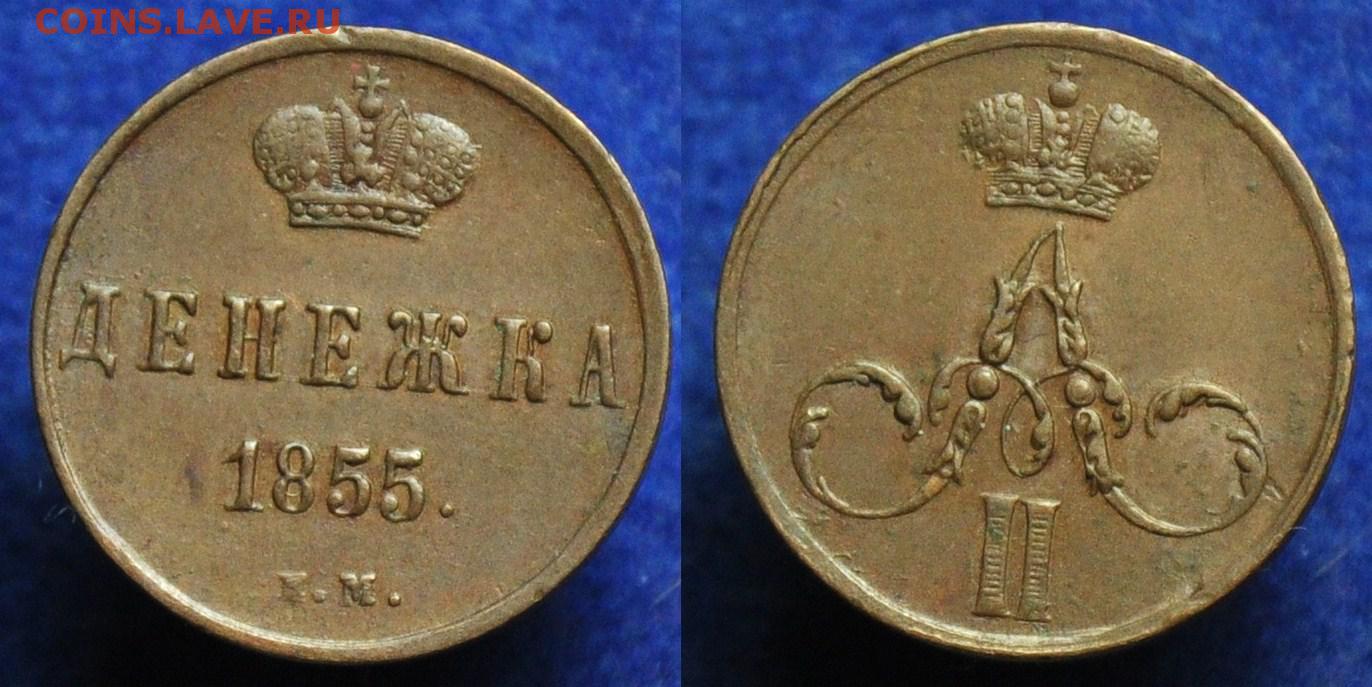 COINS.LAVE.RU
ДЕНЕЖКА
1855.
Е.М.
А
II